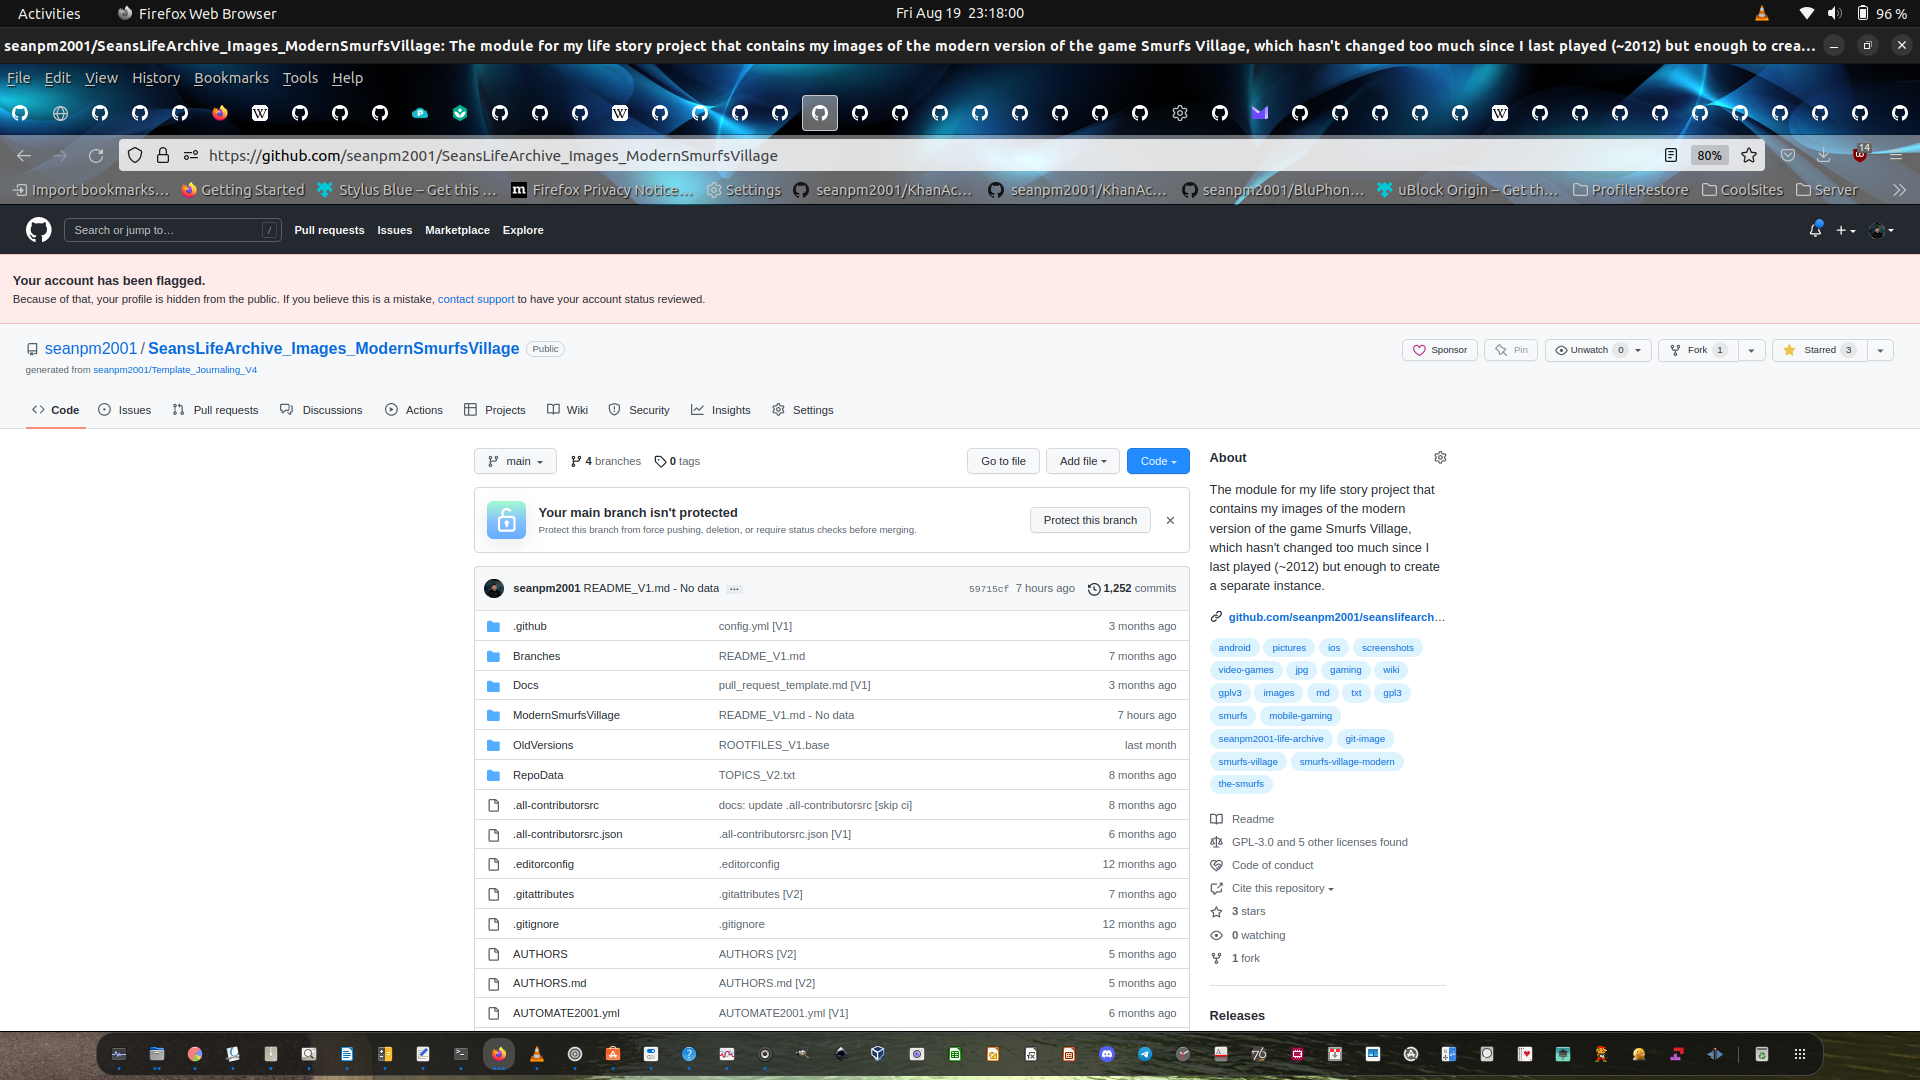 Activities
Firefox Web Browser
Fri Aug 19 23:18:00
96 %
seanpm2001/SeansLifeArchive_Images_ModernSmurfsVillage: The module for my life story project that contains my images of the modern version of the game Smurfs Village, which hasn't changed too much since I last played (~2012) but enough to crea…
File Edit View History Bookmarks Tools Help
https://github.com/seanpm2001/SeansLifeArchive_Images_ModernSmurfsVillage
80%
14
Import bookmarks…
Getting Started
Stylus Blue – Get this …
Firefox Privacy Notice…
Settings
seanpm2001/KhanAc…
seanpm2001/KhanAc…
seanpm2001/BluPhon…
uBlock Origin – Get th…
ProfileRestore
CoolSites
Server
Search or jump to…
/
Pull requests Issues Marketplace Explore
Your account has been flagged.
Because of that, your profile is hidden from the public. If you believe this is a mistake, contact support to have your account status reviewed.
seanpm2001 / SeansLifeArchive_Images_ModernSmurfsVillage Public
Sponsor
Pin
Unwatch 0
Fork 1
Starred 3
generated from seanpm2001/Template_Journaling_V4
Code
Issues
Pull requests
Discussions
Actions
Projects
Wiki
Security
Insights
Settings
main
4 branches
0 tags
Go to file
Add file
Code
Your main branch isn't protected
Protect this branch from force pushing, deletion, or require status checks before merging.
Protect this branch
seanpm2001 README_V1.md - No data … 59715cf 7 hours ago 1,252 commits
.github config.yml [V1] 3 months ago
Branches README_V1.md 7 months ago
Docs pull_request_template.md [V1] 3 months ago
ModernSmurfsVillage README_V1.md - No data 7 hours ago
OldVersions ROOTFILES_V1.base last month
RepoData TOPICS_V2.txt 8 months ago
.all-contributorsrc docs: update .all-contributorsrc [skip ci] 8 months ago
.all-contributorsrc.json .all-contributorsrc.json [V1] 6 months ago
.editorconfig .editorconfig 12 months ago
.gitattributes .gitattributes [V2] 7 months ago
.gitignore .gitignore 12 months ago
AUTHORS AUTHORS [V2] 5 months ago
AUTHORS.md AUTHORS.md [V2] 5 months ago
AUTOMATE2001.yml AUTOMATE2001.yml [V1] 6 months ago
About
The module for my life story project that
contains my images of the modern
version of the game Smurfs Village,
which hasn't changed too much since I
last played (~2012) but enough to create
a separate instance.
github.com/seanpm2001/seanslifearch…
android pictures ios screenshots
video-games jpg gaming wiki
gplv3 images md txt gpl3
smurfs mobile-gaming
seanpm2001-life-archive git-image
smurfs-village smurfs-village-modern
the-smurfs
Readme
GPL-3.0 and 5 other licenses found
Code of conduct
Cite this repository
3 stars
0 watching
1 fork
Releases